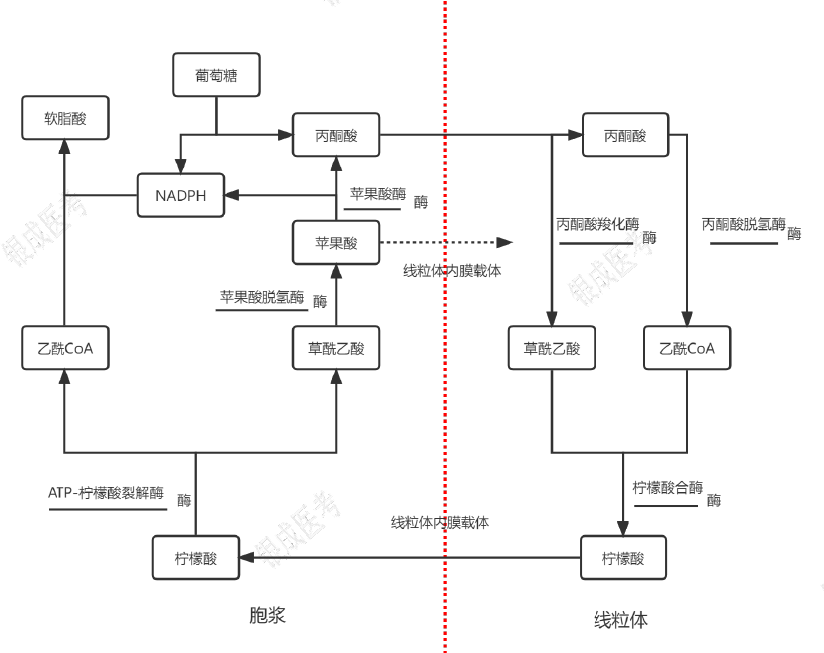 葡萄糖
软脂酸
丙酮酸
丙酮酸
NADPH
苹果酸酶
酶
苹果酸
线粒体内膜载体
丙酮酸羧化酶
酶
丙酮酸脱氢酶
酶
苹果酸脱氢酶
酶
乙酰CoA
草酰乙酸
草酰乙酸
乙酰CoA
ATP-柠檬酸裂解酶
酶
柠檬酸合酶
酶
线粒体内膜载体
柠檬酸
柠檬酸
胞浆
线粒体
银成医考
银成医考
银成医考